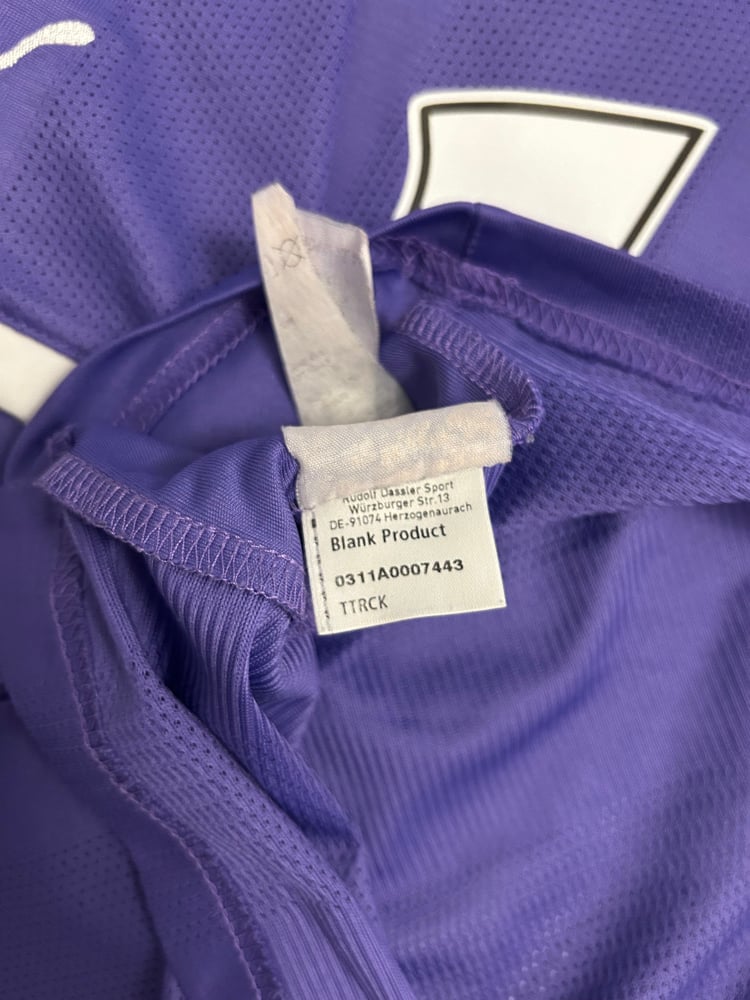 Rudolf Dassler Sport
Würzburger Str.13
DE-91074 Herzogenaurach
Blank Product
0311A0007443
TTRCK